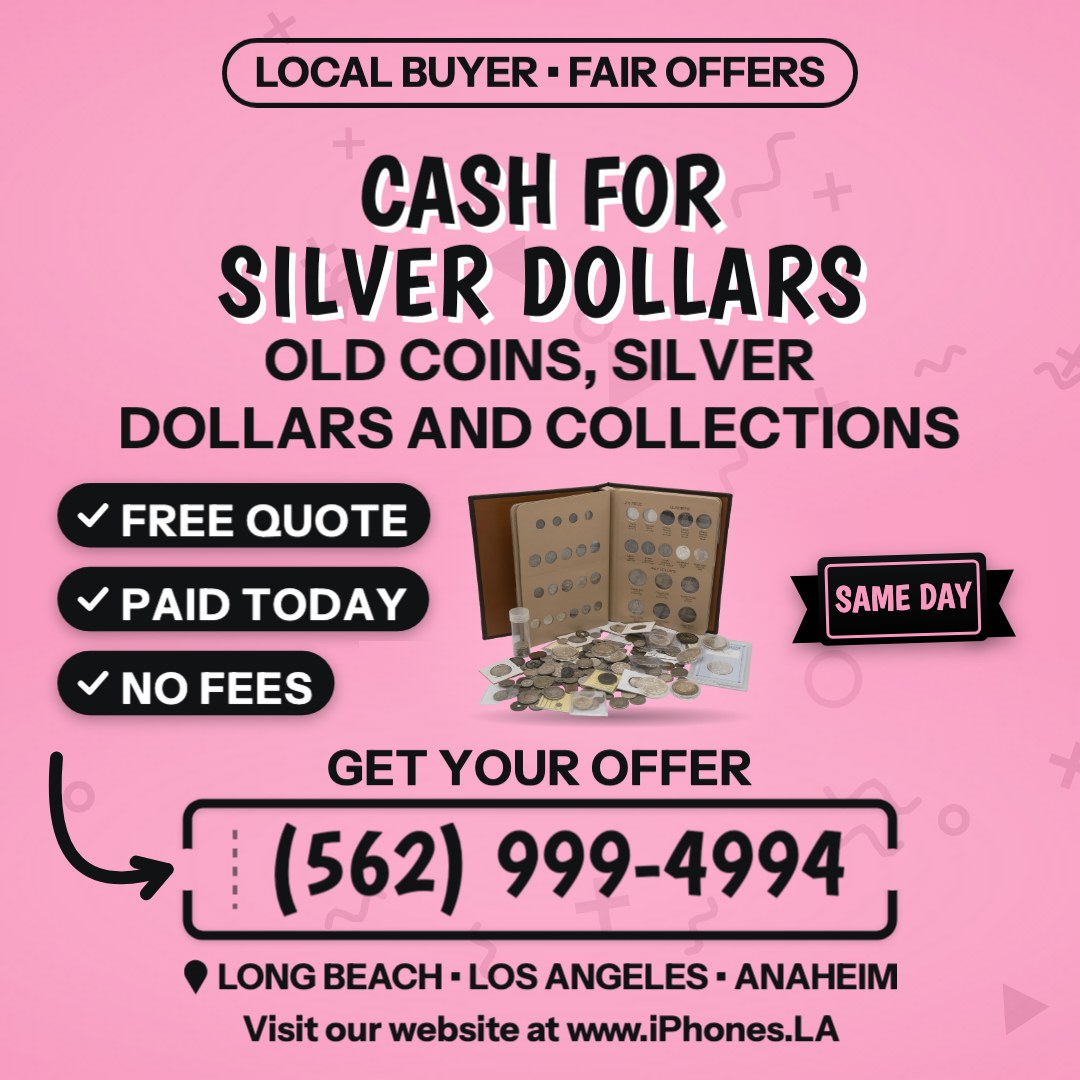 LOCAL BUYER ▪ FAIR OFFERS
CASH FOR
SILVER DOLLARS
OLD COINS, SILVER
DOLLARS AND COLLECTIONS
✓ FREE QUOTE
✓ PAID TODAY
✓ NO FEES
SAME DAY
GET YOUR OFFER
(562) 999-4994
LONG BEACH ▪ LOS ANGELES ▪ ANAHEIM
Visit our website at www.iPhones.LA